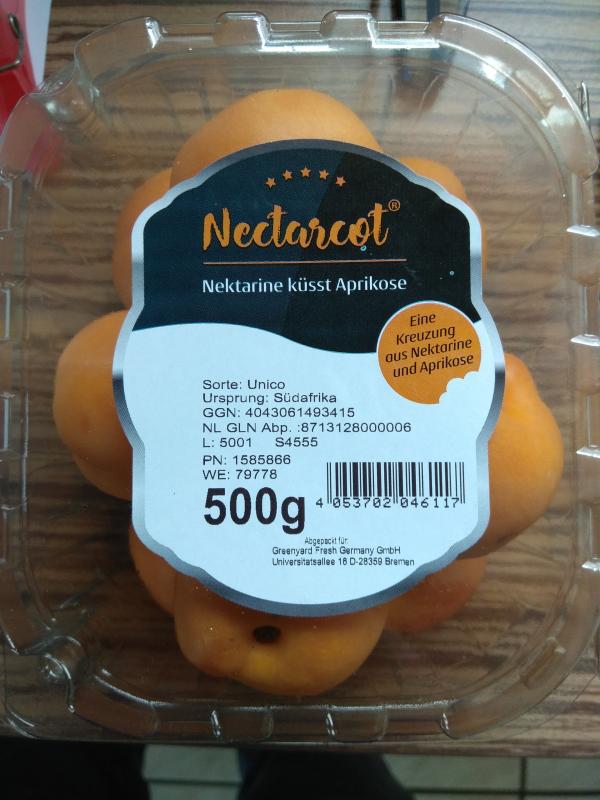 Nectarcot®
Nektarine küsst Aprikose
Eine
Kreuzung
aus Nektarine
und Aprikose
Sorte: Unico
Ursprung: Südafrika
GGN: 4043061493415
NL GLN Abp. :8713128000006
L: 5001 S4555
PN: 1585866
WE: 79778
500g
4 053702 046117
Abgepackt für:
Greenyard Fresh Germany GmbH
Universitatsallee 16 D-28359 Bremen